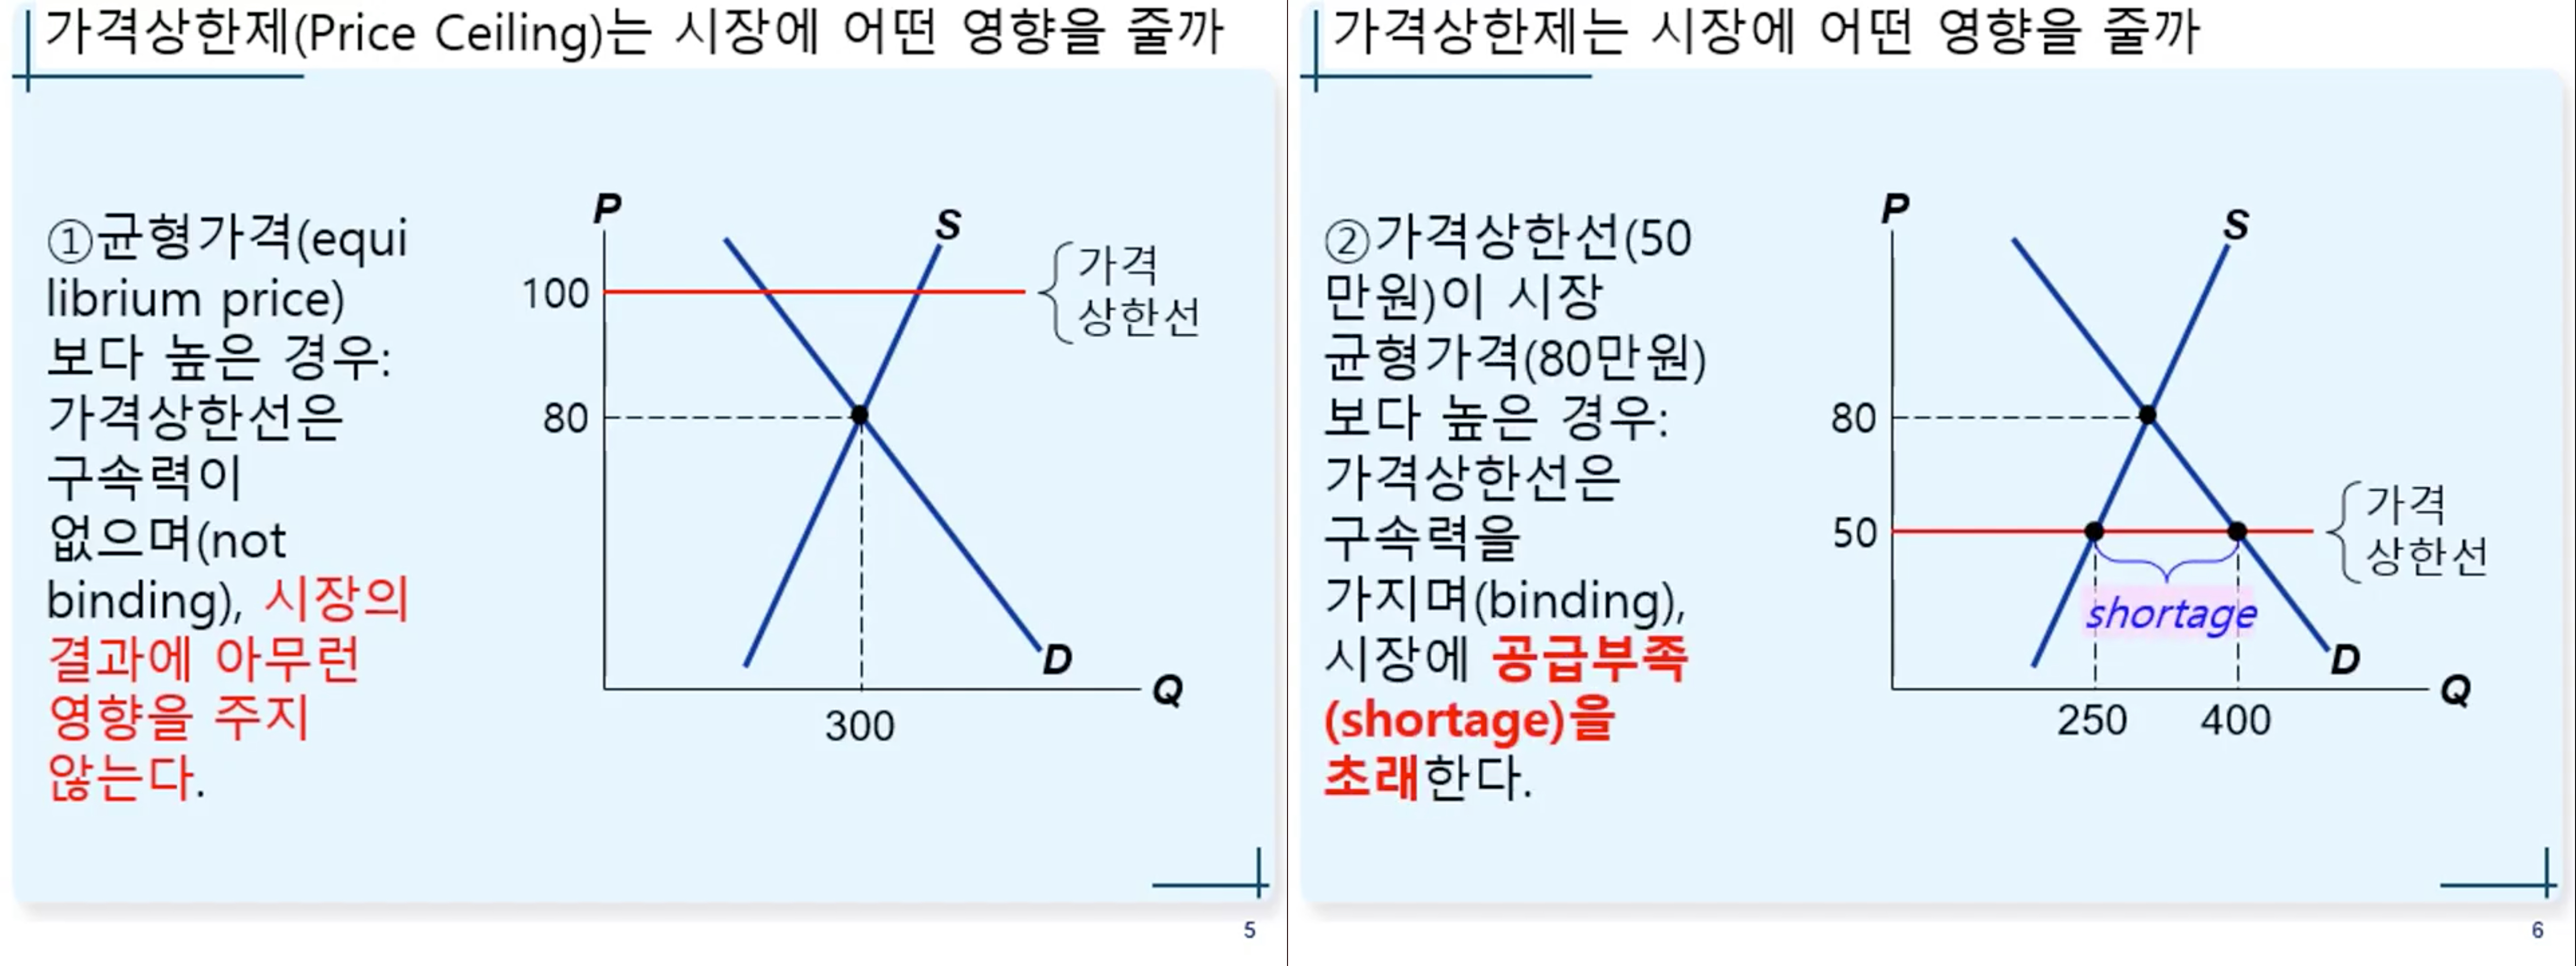 가격상한제(Price Ceiling)는 시장에 어떤 영향을 줄까
①균형가격(equi
librium price)
보다 높은 경우:
가격상한선은
구속력이
없으며(not
binding), 시장의
결과에 아무런
영향을 주지
않는다.
P
S
100
가격
상한선
80
D
Q
300
5
가격상한제는 시장에 어떤 영향을 줄까
②가격상한선(50
만원)이 시장
균형가격(80만원)
보다 높은 경우:
가격상한선은
구속력을
가지며(binding),
시장에 공급부족
(shortage)을
초래한다.
P
S
80
50
가격
상한선
shortage
D
Q
250 400
6